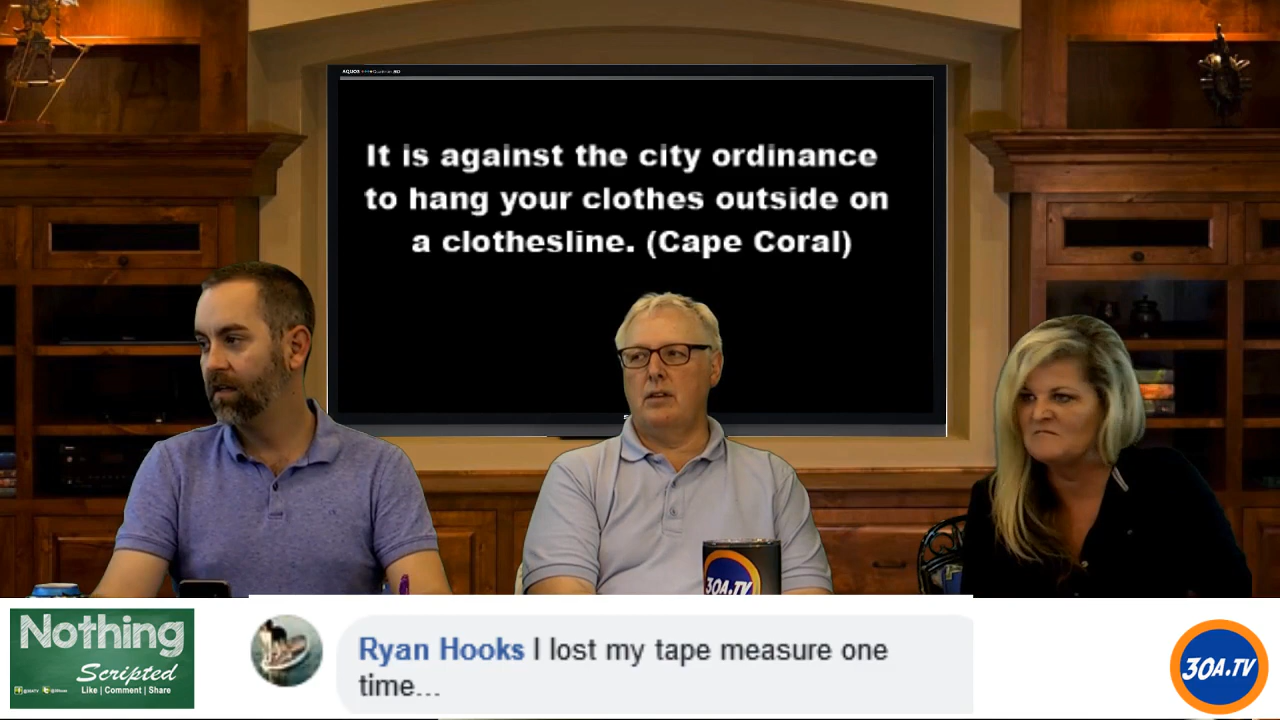 AQUOS
It is against the city ordinance
to hang your clothes outside on
a clothesline. (Cape Coral)
30A.TV
Nothing
Scripted
Like | Comment | Share
Ryan Hooks I lost my tape measure one
time...
30A.TV